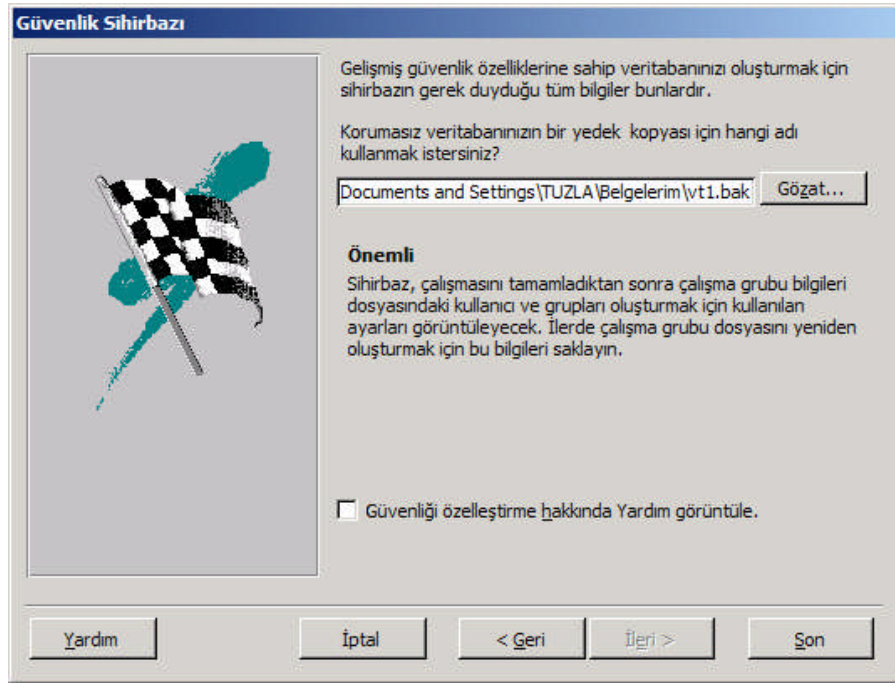 Güvenlik Sihirbazı
Gelişmiş güvenlik özelliklerine sahip veritabanınızı oluşturmak için
sihirbazın gerek duyduğu tüm bilgiler bunlardır.
Korumasız veritabanınızın bir yedek kopyası için hangi adı
kullanmak istersiniz?
Documents and Settings\TUZLA\Belgelerim\vt1.bak
Gözat...
Önemli
Sihirbaz, çalışmasını tamamladıktan sonra çalışma grubu bilgileri
dosyasındaki kullanıcı ve grupları oluşturmak için kullanılan
ayarları görüntüleyecek. İlerde çalışma grubu dosyasını yeniden
oluşturmak için bu bilgileri saklayın.
Güvenliği özelleştirme hakkında Yardım görüntüle.
Yardım
İptal
< Geri
İleri >
Son